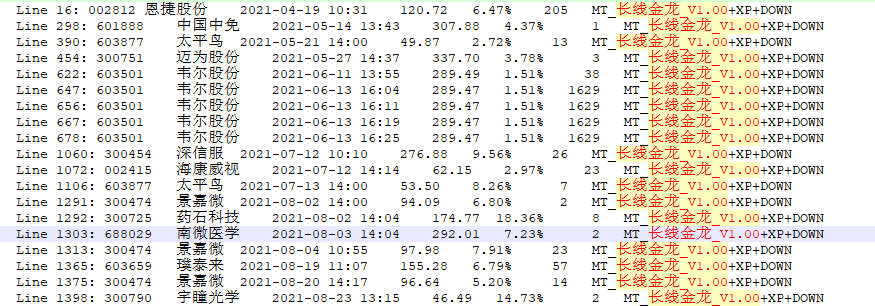 Line 16: 002812 恩捷股份 2021-04-19 10:31 120.72 6.47% 205 MT_长线金龙_V1.00+XP+DOWN
Line 298: 601888 中国中免 2021-05-14 13:43 307.88 4.37% 1 MT_长线金龙_V1.00+XP+DOWN
Line 390: 603877 太平鸟 2021-05-21 14:00 49.87 2.72% 13 MT_长线金龙_V1.00+XP+DOWN
Line 454: 300751 迈为股份 2021-05-27 14:37 337.70 3.78% 3 MT_长线金龙_V1.00+XP+DOWN
Line 622: 603501 韦尔股份 2021-06-11 13:55 289.49 1.51% 38 MT_长线金龙_V1.00+XP+DOWN
Line 647: 603501 韦尔股份 2021-06-13 16:04 289.47 1.51% 1629 MT_长线金龙_V1.00+XP+DOWN
Line 656: 603501 韦尔股份 2021-06-13 16:11 289.47 1.51% 1629 MT_长线金龙_V1.00+XP+DOWN
Line 667: 603501 韦尔股份 2021-06-13 16:19 289.47 1.51% 1629 MT_长线金龙_V1.00+XP+DOWN
Line 678: 603501 韦尔股份 2021-06-13 16:25 289.47 1.51% 1629 MT_长线金龙_V1.00+XP+DOWN
Line 1060: 300454 深信服 2021-07-12 10:10 276.88 9.56% 26 MT_长线金龙_V1.00+XP+DOWN
Line 1072: 002415 海康威视 2021-07-12 14:14 62.15 2.97% 23 MT_长线金龙_V1.00+XP+DOWN
Line 1106: 603877 太平鸟 2021-07-13 14:00 53.50 8.26% 7 MT_长线金龙_V1.00+XP+DOWN
Line 1291: 300474 景嘉微 2021-08-02 14:00 94.09 6.80% 2 MT_长线金龙_V1.00+XP+DOWN
Line 1292: 300725 药石科技 2021-08-02 14:04 174.77 18.36% 8 MT_长线金龙_V1.00+XP+DOWN
Line 1303: 688029 南微医学 2021-08-03 14:04 292.01 7.23% 2 MT_长线金龙_V1.00+XP+DOWN
Line 1313: 300474 景嘉微 2021-08-04 10:55 97.98 7.91% 23 MT_长线金龙_V1.00+XP+DOWN
Line 1365: 603659 璞泰来 2021-08-19 11:07 155.28 6.79% 57 MT_长线金龙_V1.00+XP+DOWN
Line 1375: 300474 景嘉微 2021-08-20 14:17 96.64 5.20% 14 MT_长线金龙_V1.00+XP+DOWN
Line 1398: 300790 宇瞳光学 2021-08-23 13:15 46.49 14.73% 2 MT_长线金龙_V1.00+XP+DOWN